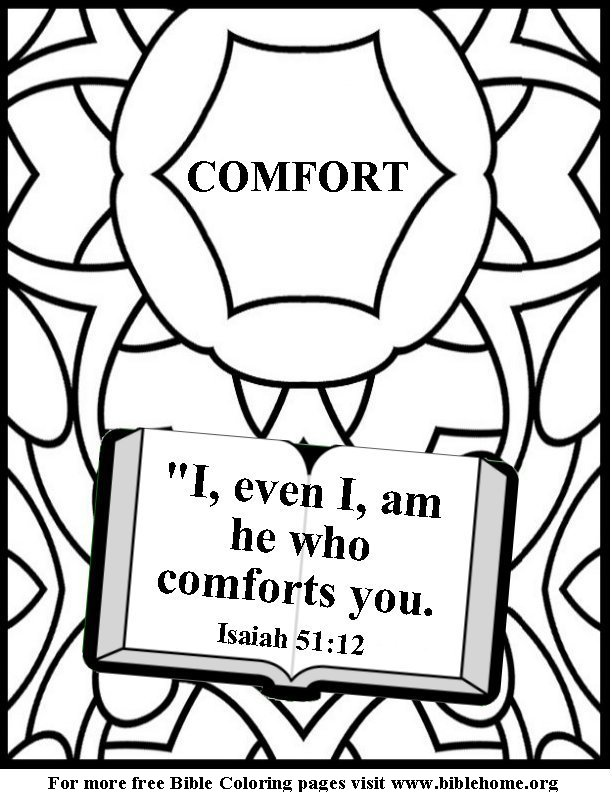 COMFORT
"I, even I, am
he who
comforts you.
Isaiah 51:12
For more free Bible Coloring pages visit www.biblehome.org